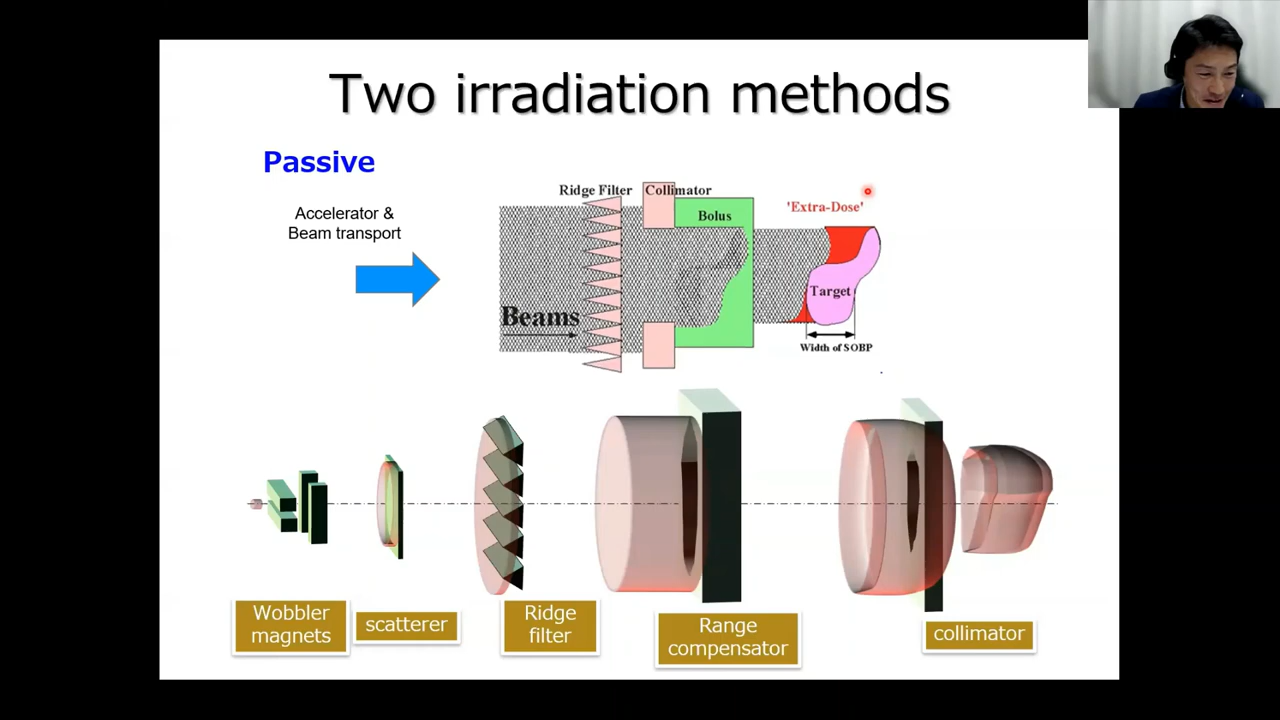 Two irradiation methods
Passive
Accelerator &
Beam transport
Ridge Filter
Collimator
Bolus
'Extra-Dose'
Target
Beams
Width of SOBP
Wobbler
magnets
scatterer
Ridge
filter
Range
compensator
collimator